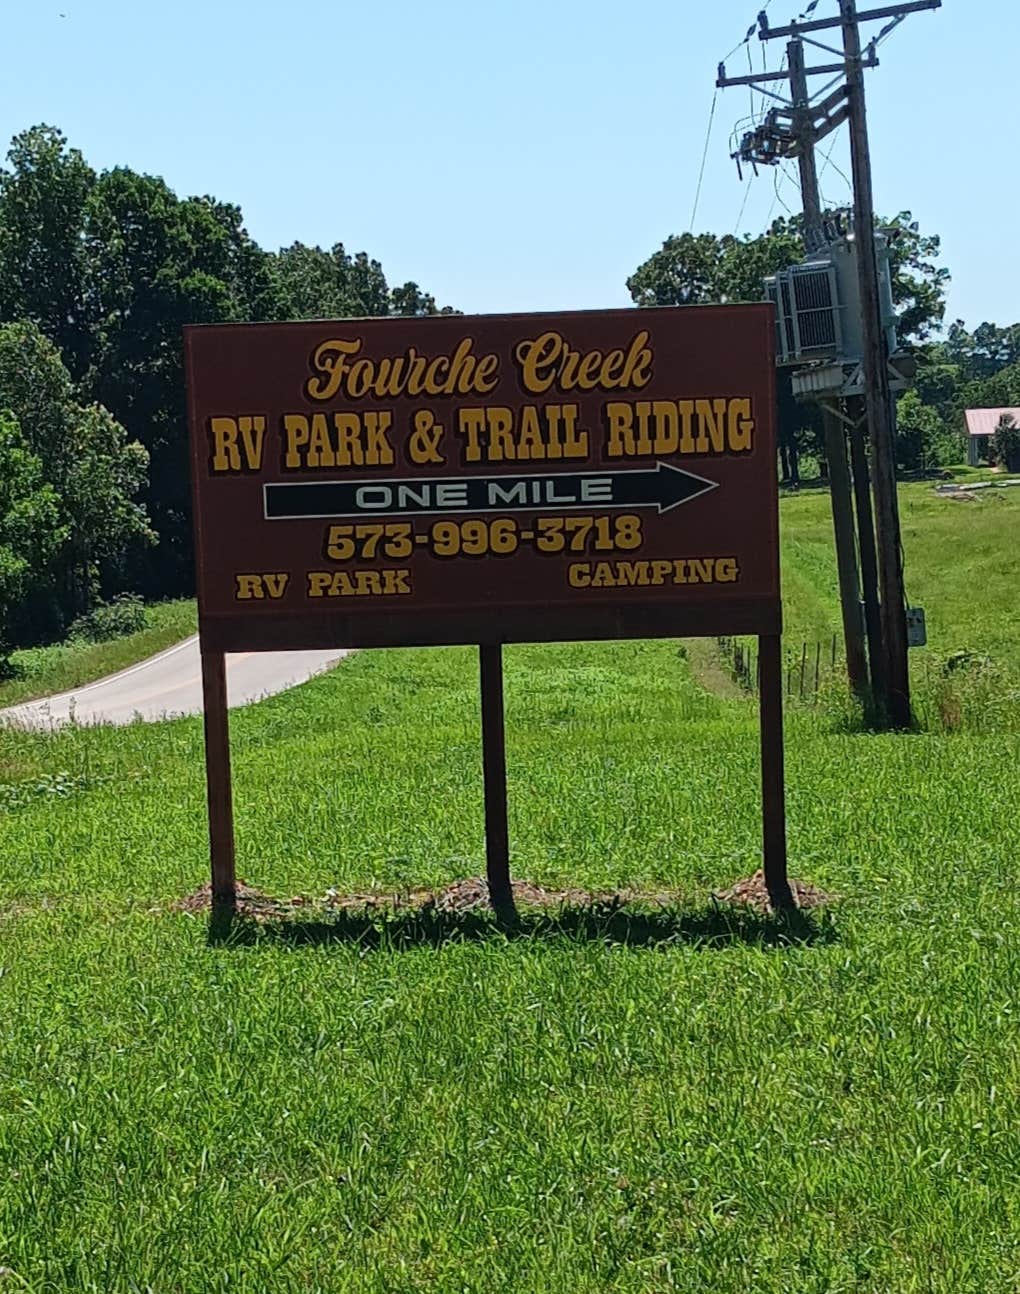 Fourche Creek
RV PARK & TRAIL RIDING
ONE MILE
573-996-3718
RV PARK CAMPING